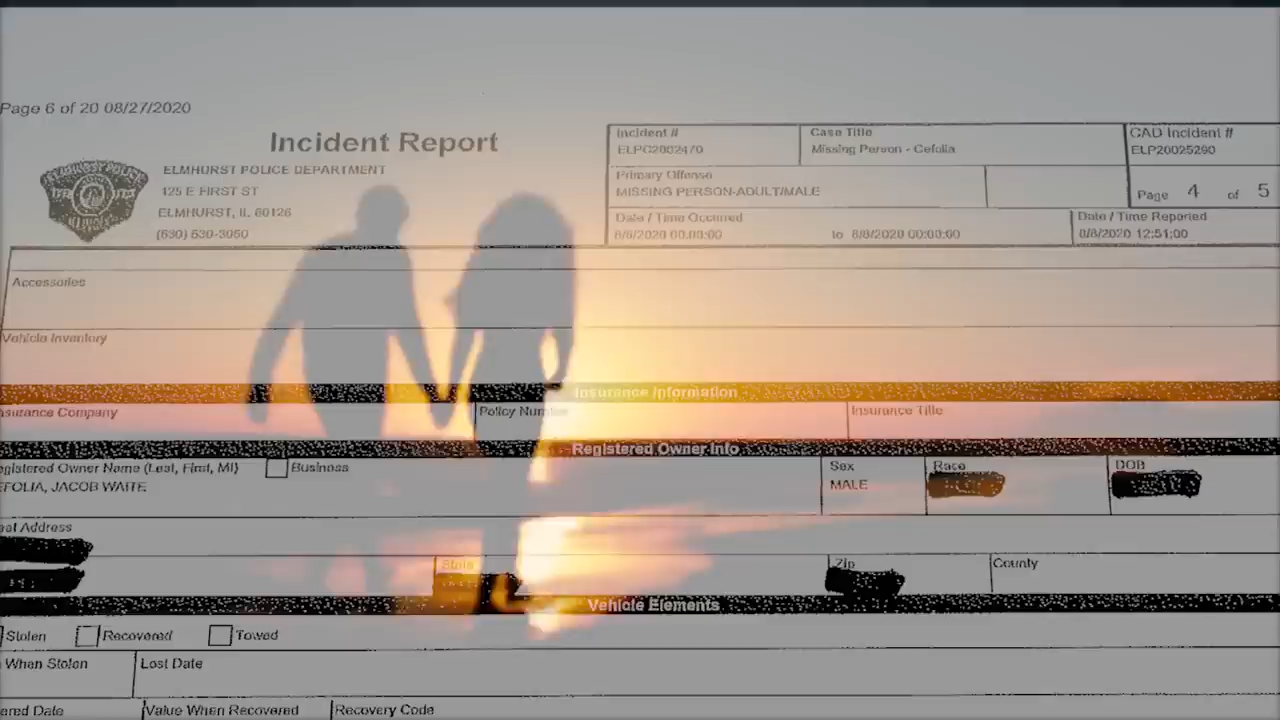 Page 6 of 20 08/27/2020
Incident Report
ELMHURST POLICE DEPARTMENT
125 E FIRST ST
ELMHURST, IL 60126
(630) 530-3050
ELMHURST POLICE
Incident #
Case Title
Missing Person - Cefolia
CAD Incident #
ELP20025290
Primary Offense
MISSING PERSON-ADULT/MALE
Page 4 of 5
Date / Time Occured
8/8/2020 00:00:00 to 8/8/2020 00:00:00
Date / Time Reported
8/8/2020 12:51:00
Accessories
Vehicle Inventory
Insurance Information
nsurance Company
Policy Number
Insurance Title
Registered Owner Info
egistered Owner Name (Last, First, MI)
Business
EFOLIA, JACOB WAITE
Sex
MALE
Race
DOB
eet Address
State
Zip
County
Vehicle Elements
Stolen
Recovered
Towed
When Stolen
Lost Date
ered Date
Value When Recovered
Recovery Code